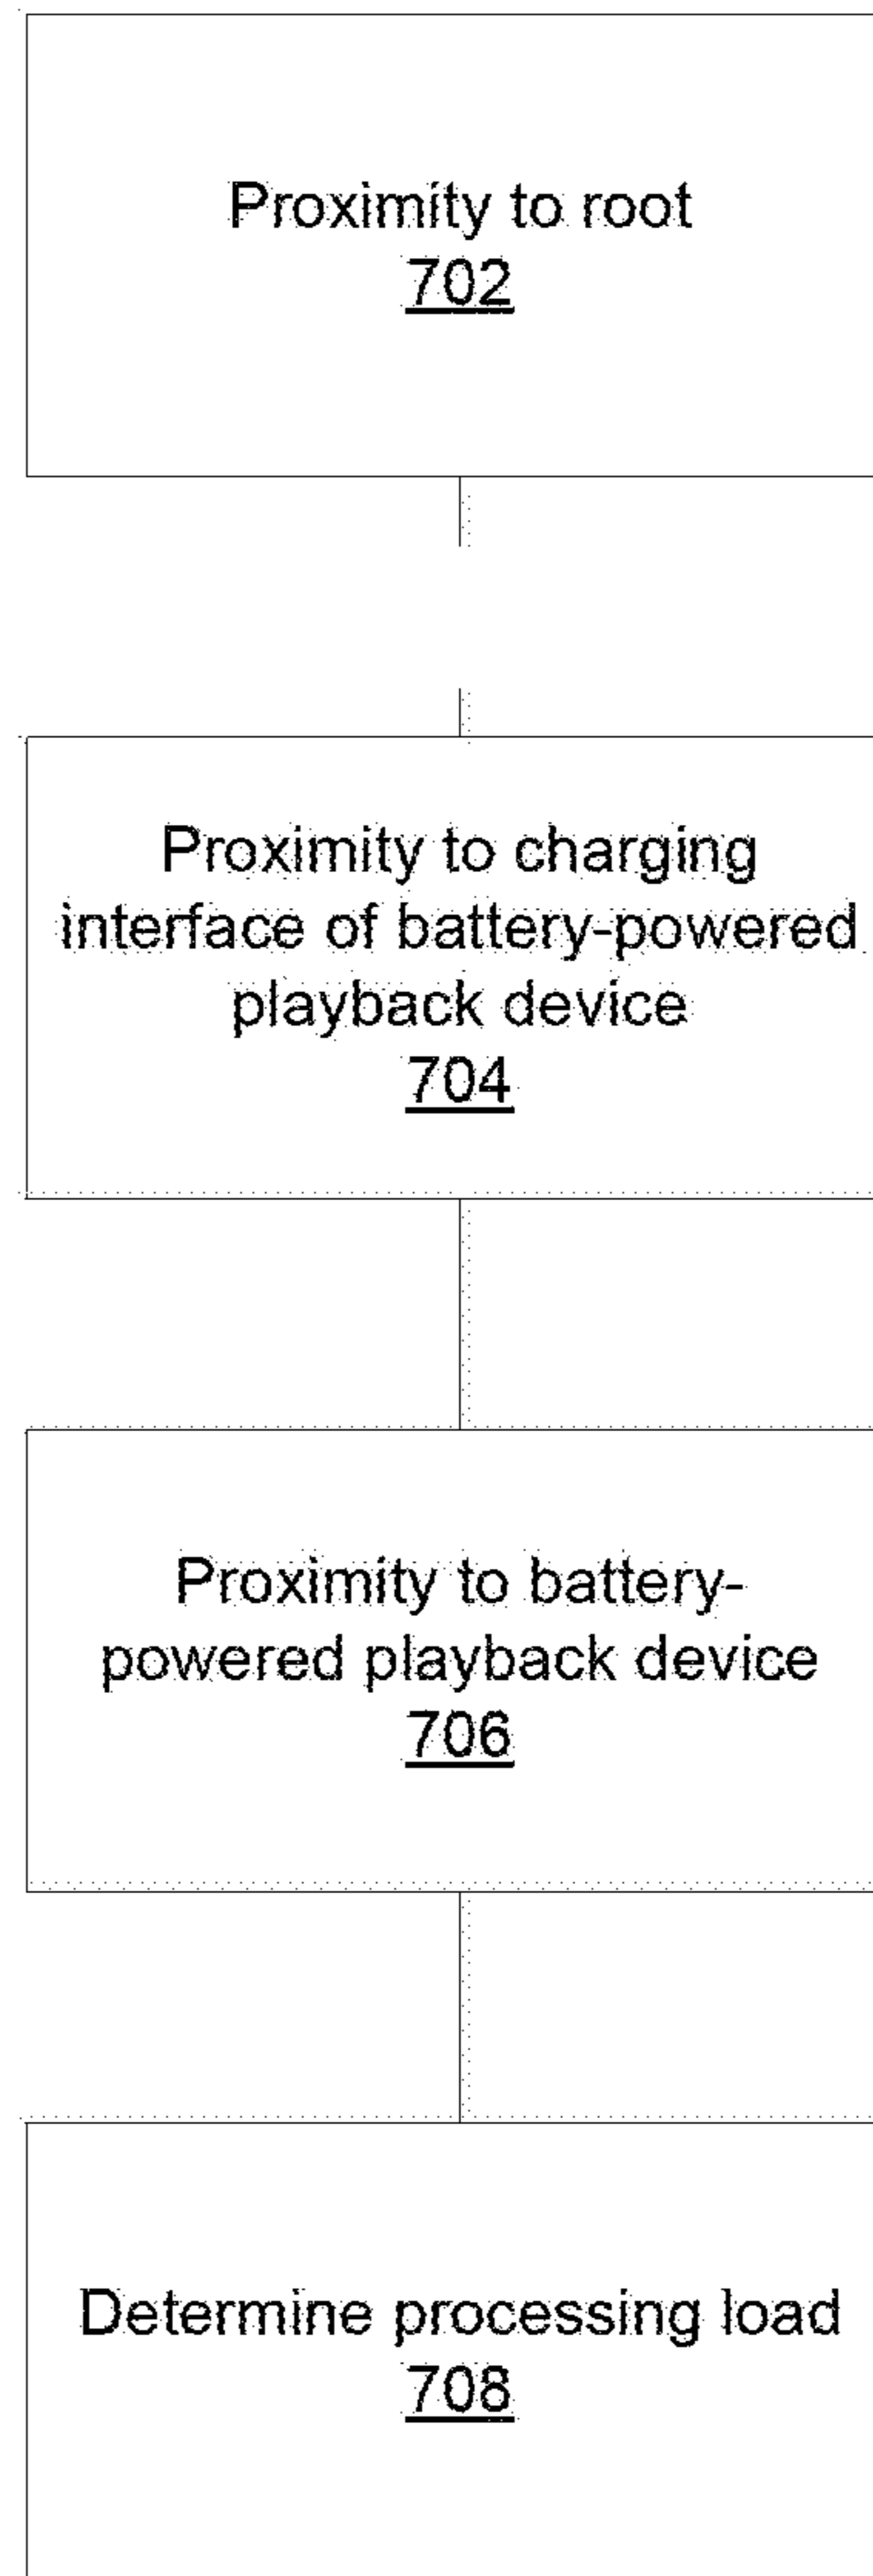 Proximity to root
702
Proximity to charging
interface of battery-powered
playback device
704
Proximity to battery-
powered playback device
706
Determine processing load
708